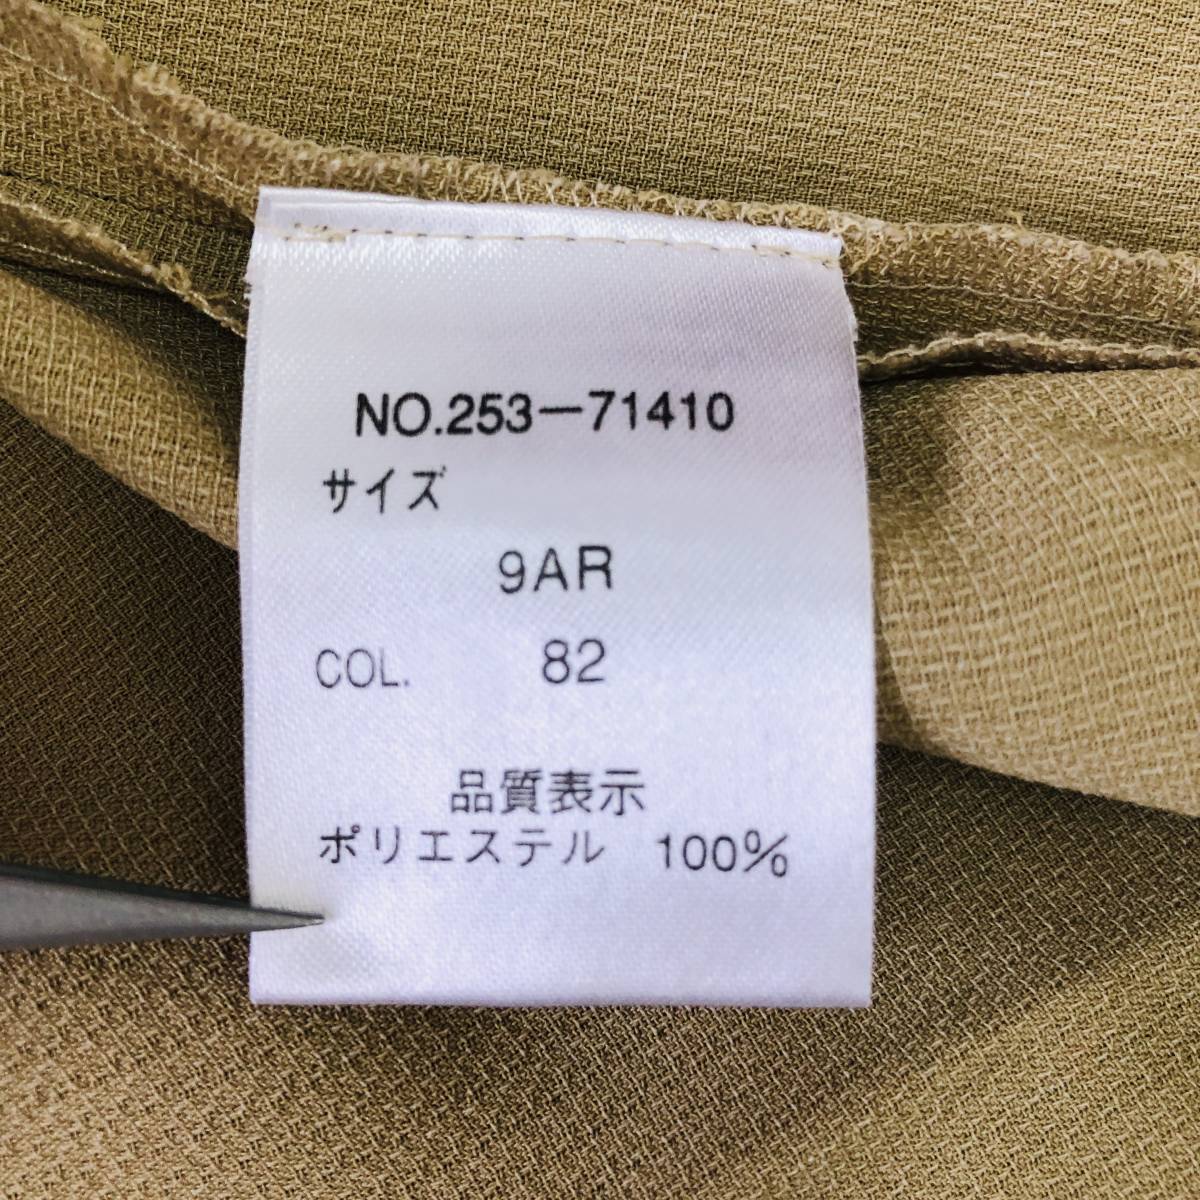 NO.253−71410
サイズ
9AR
COL. 82
品質表示
ポリエステル 100%